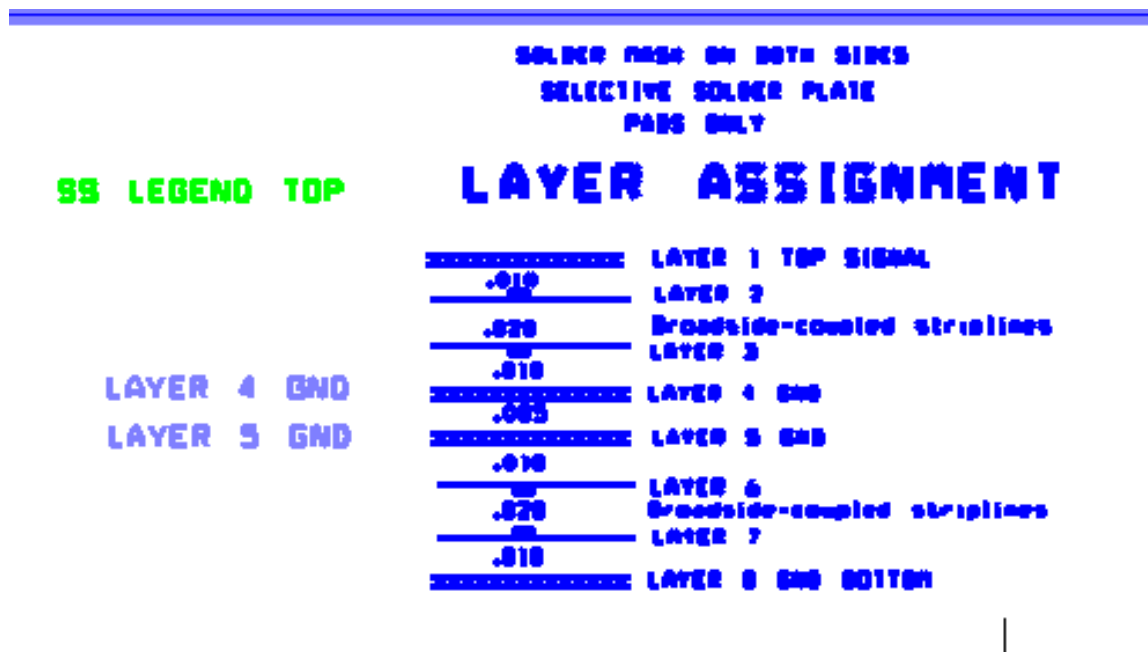 SOLDER MASK ON BOTH SIDES
SELECTIVE SOLDER PLATE
PADS ONLY
LAYER ASSIGNMENT
SS LEGEND TOP
LAYER 1 TOP SIGNAL
.010
LAYER 2
.020
Broadside-coupled striplines
LAYER 3
.010
LAYER 4 GND
LAYER 4 GND
.005
LAYER 5 GND
LAYER 5 GND
.010
LAYER 6
.020
Broadside-coupled striplines
LAYER 7
.010
LAYER 8 GND BOTTOM